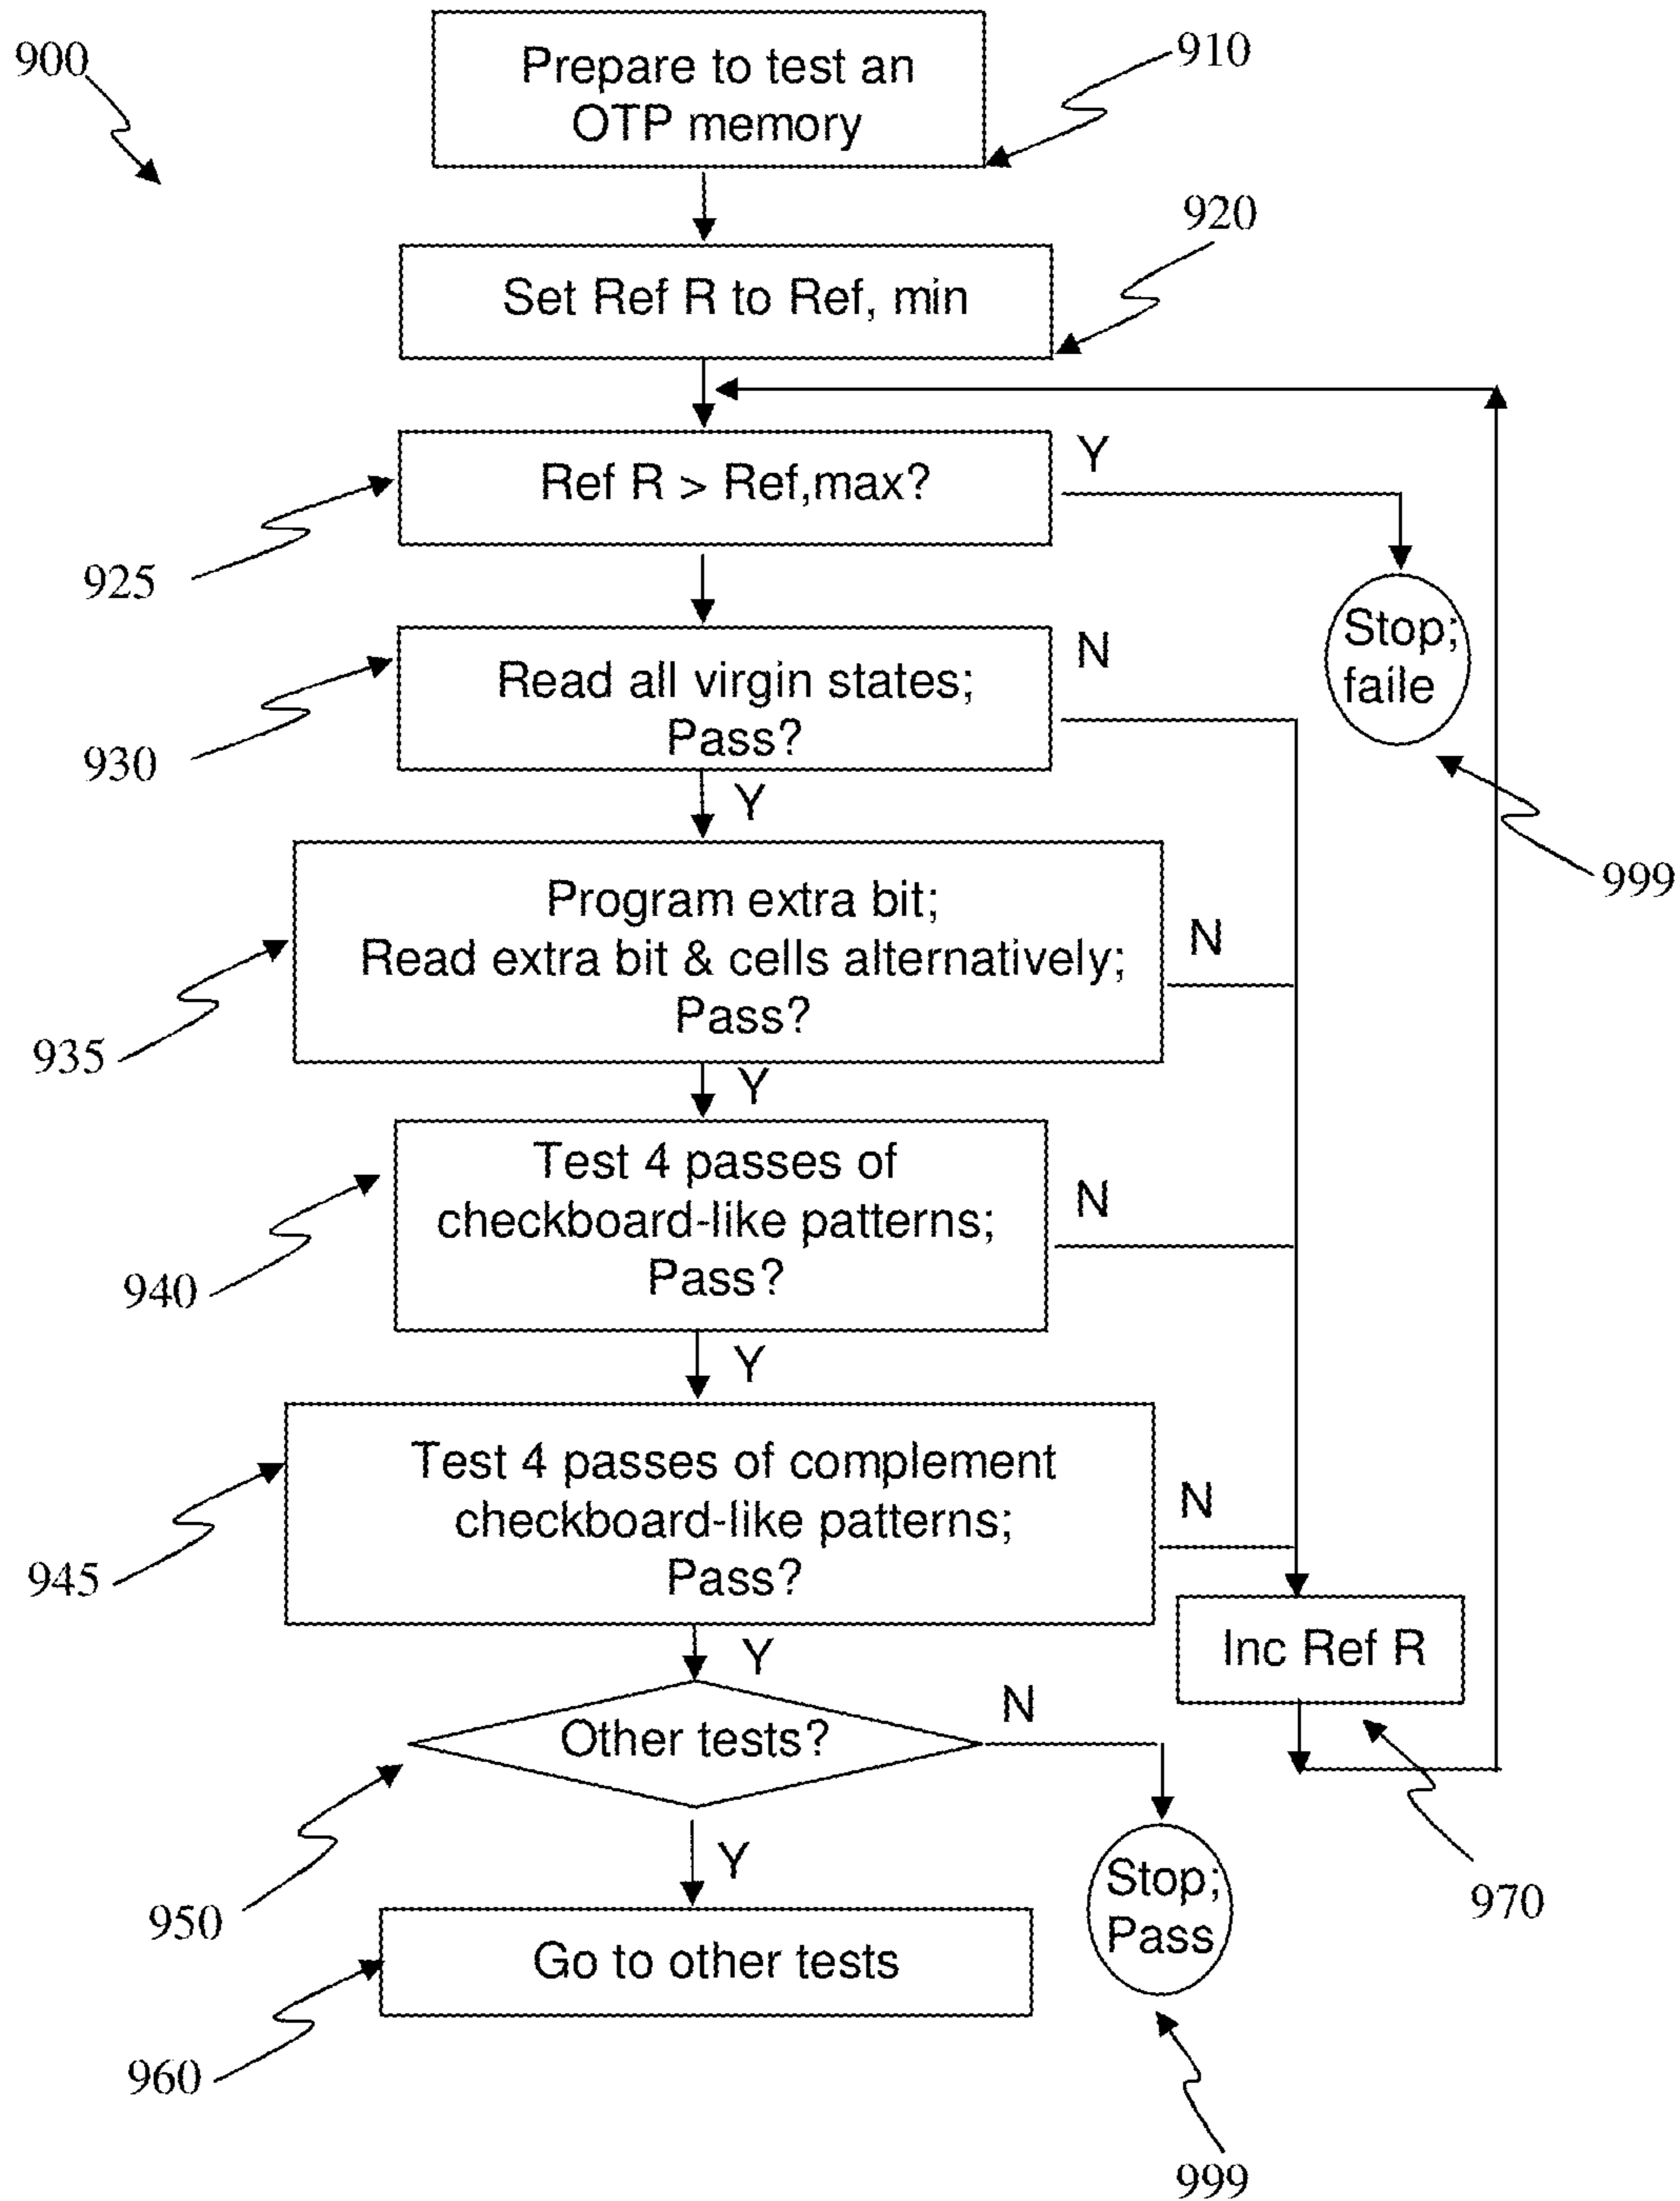 900
Prepare to test an
OTP memory
910
920
Set Ref R to Ref, min
Ref R > Ref,max?
Y
925
Stop;
faile
999
Read all virgin states;
Pass?
N
930
Y
Program extra bit;
Read extra bit & cells alternatively;
Pass?
N
935
Y
Test 4 passes of
checkboard-like patterns;
Pass?
N
940
Y
Test 4 passes of complement
checkboard-like patterns;
Pass?
N
945
Inc Ref R
970
Y
Other tests?
N
950
Y
Stop;
Pass
999
Go to other tests
960